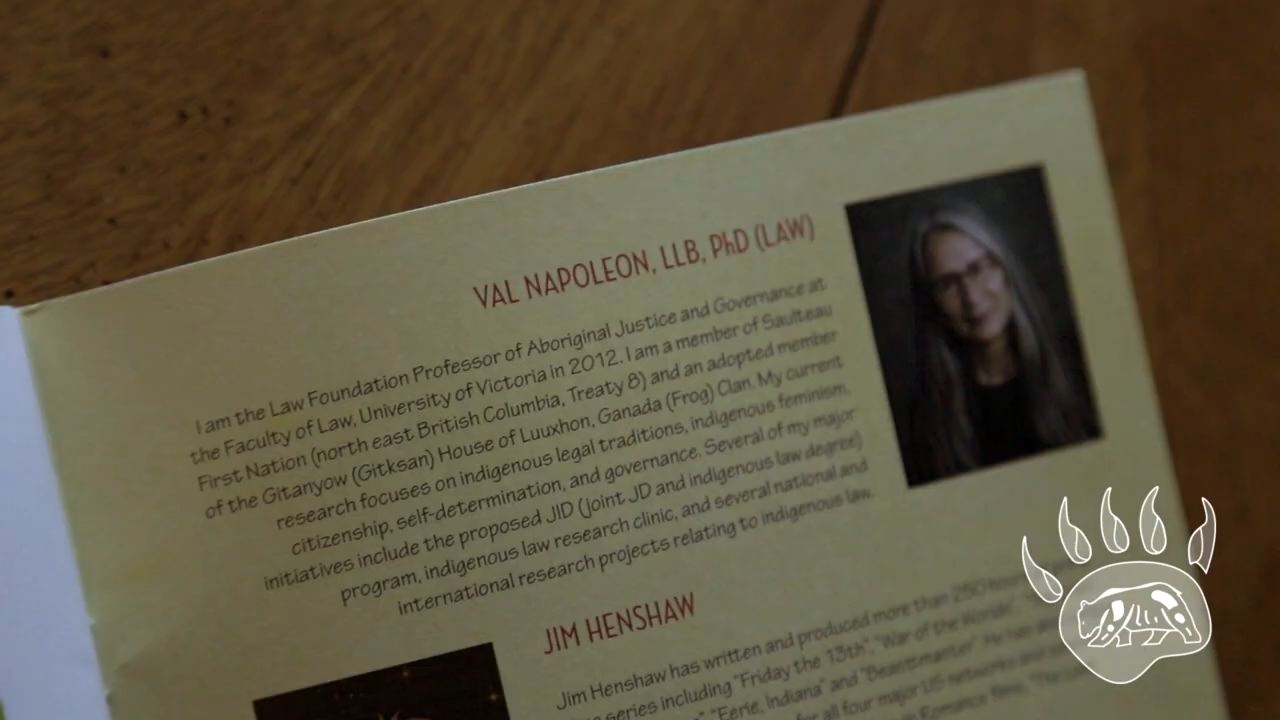 VAL NAPOLEON, LLB, PhD (LAW)
I am the Law Foundation Professor of Aboriginal Justice and Governance at
the Faculty of Law, University of Victoria in 2012. I am a member of Saulteau
First Nation (north east British Columbia, Treaty 8) and an adopted member
of the Gitanyow (Gitksan) House of Luuxhon, Ganada (Frog) Clan. My current
research focuses on indigenous legal traditions, indigenous feminism,
citizenship, self-determination, and governance. Several of my major
initiatives include the proposed JID (joint JD and indigenous law degree)
program, indigenous law research clinic, and several national and
international research projects relating to indigenous law.
JIM HENSHAW
Jim Henshaw has written and produced more than 250 hour
series including "Friday the 13th", "War of the Worlds",
"Eerie, Indiana" and "Beastmaster". He has
for all four major US networks and
Romance films.